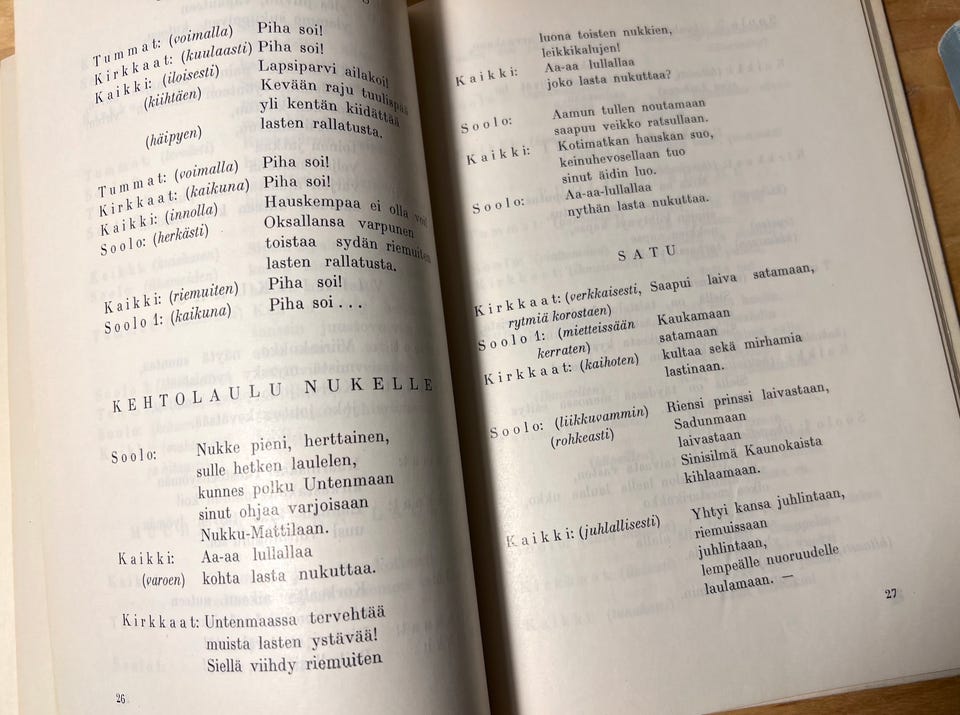 Tummat: (voimalla) Piha soi!
Kirkkaat: (kuulaasti) Piha soi!
Kaikki: (iloisesti) Lapsiparvi ailakoi!
(kiihtäen) Kevään raju tuulispää
yli kentän kiidättää
(häipyen) lasten rallatusta.
Tummat: (voimalla) Piha soi!
Kirkkaat: (kaikuna) Piha soi!
Kaikki: (innolla) Hauskempaa ei olla voi!
Soolo: (herkästi) Oksallansa varpunen
toistaa sydän riemuiten
lasten rallatusta.
Kaikki: (riemuiten) Piha soi!
Soolo 1: (kaikuna) Piha soi . . .
KEHTOLAULU NUKELLE
Soolo: Nukke pieni, herttainen,
sulle hetken laulelen,
kunnes polku Untenmaan
sinut ohjaa varjoisaan
Nukku-Mattilaan.
Kaikki: Aa-aa lullallaa
(varoen) kohta lasta nukuttaa.
Kirkkaat: Untenmaassa tervehtää
muista lasten ystävää!
Siellä viihdy riemuiten
26
luona toisten nukkien,
leikkikalujen!
Kaikki: Aa-aa lullallaa
joko lasta nukuttaa?
Soolo: Aamun tullen noutamaan
saapuu veikko ratsullaan.
Kaikki: Kotimatkan hauskan suo,
keinuhevosellaan tuo
sinut äidin luo.
Soolo: Aa-aa-lullallaa
nythän lasta nukuttaa.
SATU
Kirkkaat: (verkkaisesti, Saapui laiva satamaan,
rytmiä korostaen)
Soolo 1: (mietteissään Kaukamaan
kerraten) satamaan
Kirkkaat: (kaihoten) kultaa sekä mirhamia
lastinaan.
Soolo: (liikkuvammin) Riensi prinssi laivastaan,
(rohkeasti) Sadunmaan
laivastaan
Sinisilmä Kaunokaista
kihlaamaan.
Kaikki: (juhlallisesti) Yhtyi kansa juhlintaan,
riemuissaan
juhlintaan,
lempeälle nuoruudelle
laulamaan. —
27